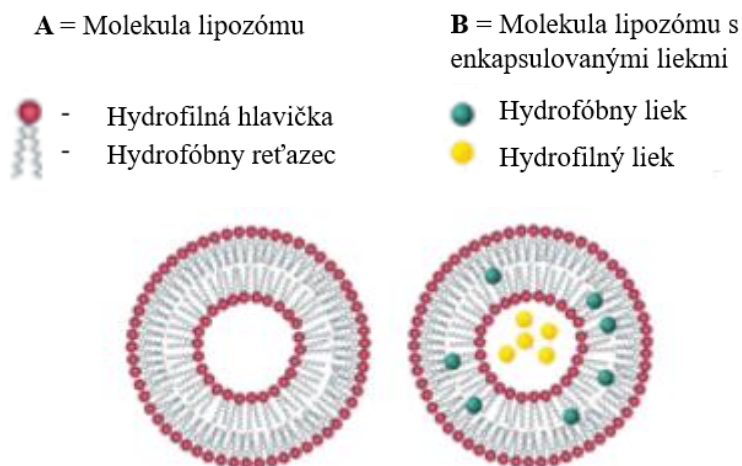 A = Molekula lipozómu
- Hydrofilná hlavička
- Hydrofóbny reťazec
B = Molekula lipozómu s
enkapsulovanými liekmi
Hydrofóbny liek
Hydrofilný liek